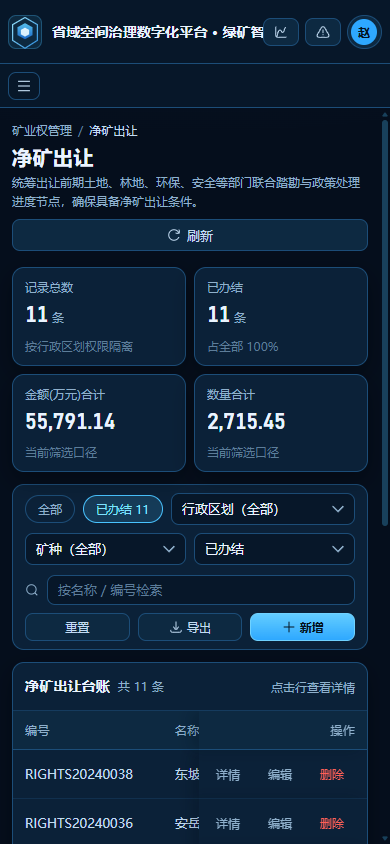 省域空间治理数字化平台・绿矿智
赵
矿业权管理 / 净矿出让
净矿出让
统筹出让前期土地、林地、环保、安全等部门联合踏勘与政策处理
进度节点，确保具备净矿出让条件。
刷新
记录总数
11 条
按行政区划权限隔离
已办结
11 条
占全部 100%
金额(万元)合计
55,791.14
当前筛选口径
数量合计
2,715.45
当前筛选口径
全部
已办结 11
行政区划（全部）
矿种（全部）
已办结
按名称 / 编号检索
重置
导出
新增
净矿出让台账 共 11 条
点击行查看详情
编号 名称 操作
RIGHTS20240038 东坡 详情 编辑 删除
RIGHTS20240036 安岳 详情 编辑 删除